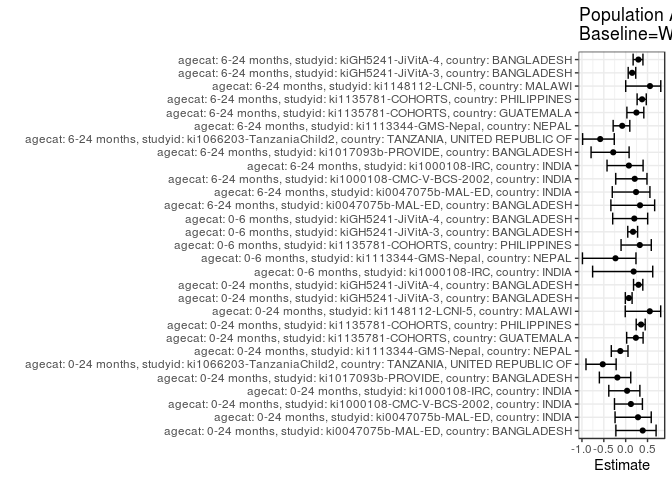 Population A
Baseline=W
agecat: 6-24 months, studyid: kiGH5241-JiVitA-4, country: BANGLADESH
agecat: 6-24 months, studyid: kiGH5241-JiVitA-3, country: BANGLADESH
agecat: 6-24 months, studyid: ki1148112-LCNI-5, country: MALAWI
agecat: 6-24 months, studyid: ki1135781-COHORTS, country: PHILIPPINES
agecat: 6-24 months, studyid: ki1135781-COHORTS, country: GUATEMALA
agecat: 6-24 months, studyid: ki1113344-GMS-Nepal, country: NEPAL
agecat: 6-24 months, studyid: ki1066203-TanzaniaChild2, country: TANZANIA, UNITED REPUBLIC OF
agecat: 6-24 months, studyid: ki1017093b-PROVIDE, country: BANGLADESH
agecat: 6-24 months, studyid: ki1000108-IRC, country: INDIA
agecat: 6-24 months, studyid: ki1000108-CMC-V-BCS-2002, country: INDIA
agecat: 6-24 months, studyid: ki0047075b-MAL-ED, country: INDIA
agecat: 6-24 months, studyid: ki0047075b-MAL-ED, country: BANGLADESH
agecat: 0-6 months, studyid: kiGH5241-JiVitA-4, country: BANGLADESH
agecat: 0-6 months, studyid: kiGH5241-JiVitA-3, country: BANGLADESH
agecat: 0-6 months, studyid: ki1135781-COHORTS, country: PHILIPPINES
agecat: 0-6 months, studyid: ki1113344-GMS-Nepal, country: NEPAL
agecat: 0-6 months, studyid: ki1000108-IRC, country: INDIA
agecat: 0-24 months, studyid: kiGH5241-JiVitA-4, country: BANGLADESH
agecat: 0-24 months, studyid: kiGH5241-JiVitA-3, country: BANGLADESH
agecat: 0-24 months, studyid: ki1148112-LCNI-5, country: MALAWI
agecat: 0-24 months, studyid: ki1135781-COHORTS, country: PHILIPPINES
agecat: 0-24 months, studyid: ki1135781-COHORTS, country: GUATEMALA
agecat: 0-24 months, studyid: ki1113344-GMS-Nepal, country: NEPAL
agecat: 0-24 months, studyid: ki1066203-TanzaniaChild2, country: TANZANIA, UNITED REPUBLIC OF
agecat: 0-24 months, studyid: ki1017093b-PROVIDE, country: BANGLADESH
agecat: 0-24 months, studyid: ki1000108-IRC, country: INDIA
agecat: 0-24 months, studyid: ki1000108-CMC-V-BCS-2002, country: INDIA
agecat: 0-24 months, studyid: ki0047075b-MAL-ED, country: INDIA
agecat: 0-24 months, studyid: ki0047075b-MAL-ED, country: BANGLADESH
-1.0 -0.5 0.0 0.5
Estimate